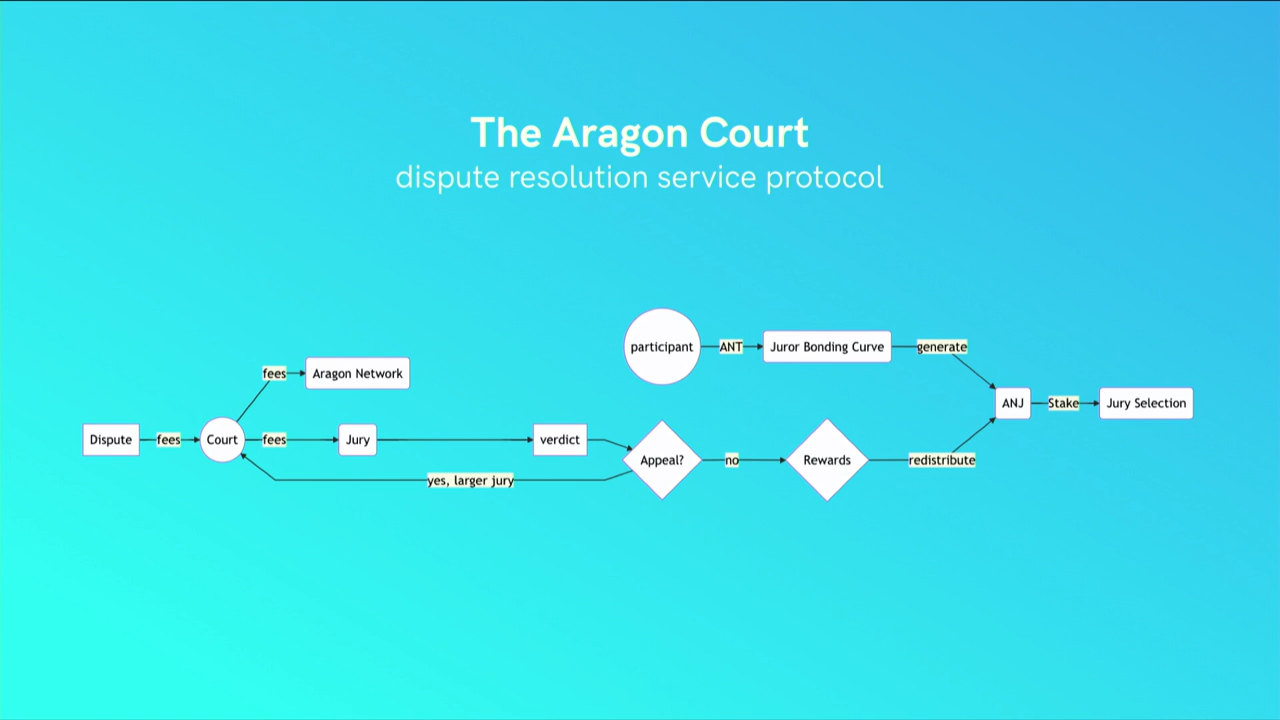 The Aragon Court
dispute resolution service protocol
participant
ANT
Juror Bonding Curve
generate
fees
Aragon Network
ANJ
Stake
Jury Selection
Dispute
fees
Court
fees
Jury
verdict
Appeal?
no
Rewards
redistribute
yes, larger jury